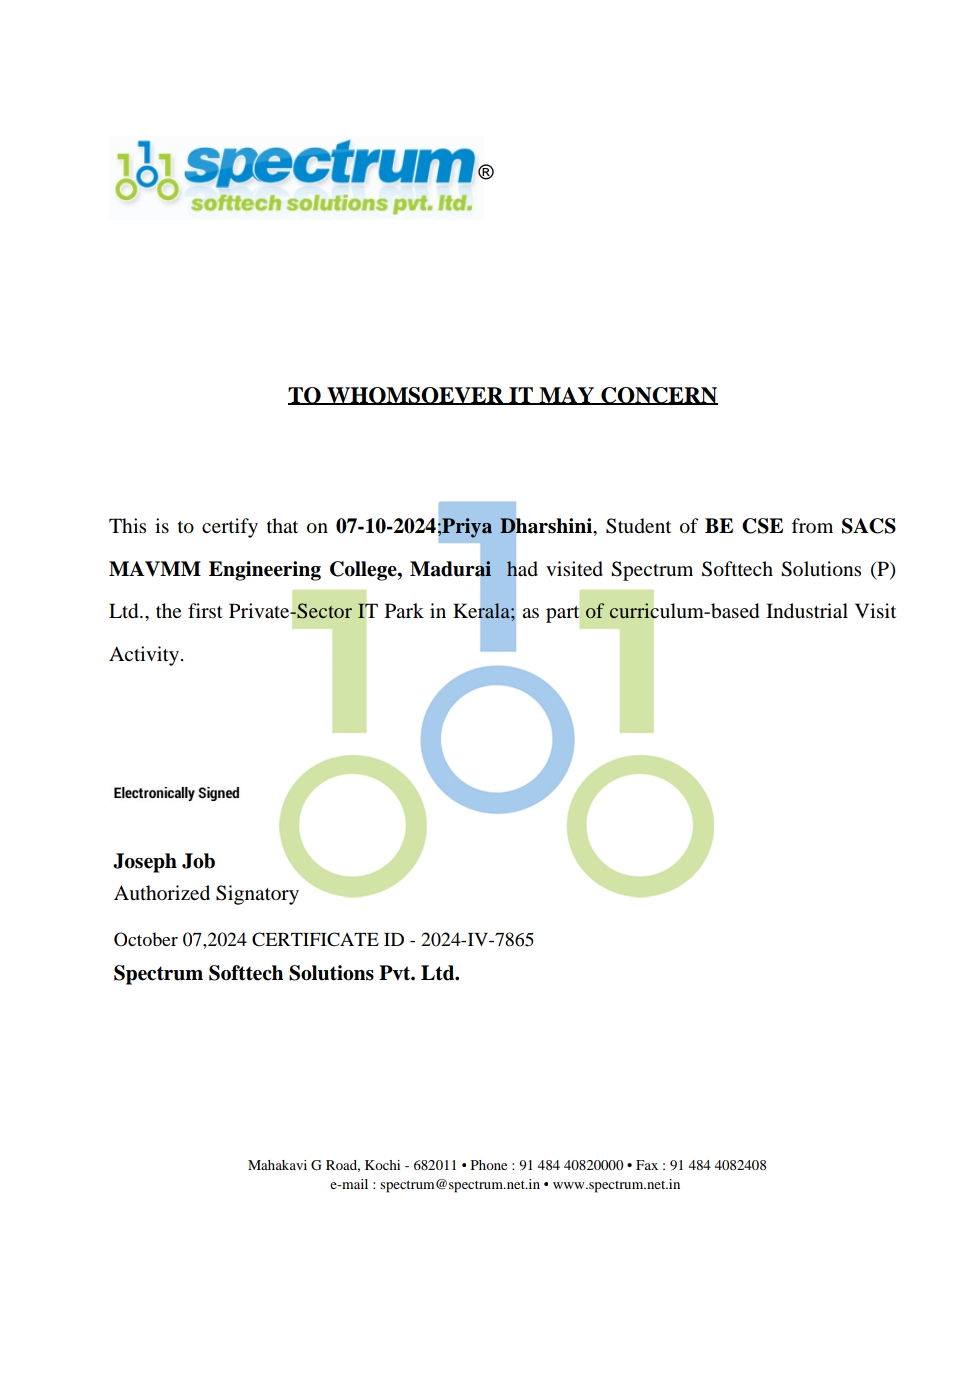 spectrum®
softtech solutions pvt. ltd.
TO WHOMSOEVER IT MAY CONCERN
This is to certify that on 07-10-2024;Priya Dharshini, Student of BE CSE from SACS
MAVMM Engineering College, Madurai had visited Spectrum Softtech Solutions (P)
Ltd., the first Private-Sector IT Park in Kerala; as part of curriculum-based Industrial Visit
Activity.
Electronically Signed
Joseph Job
Authorized Signatory
October 07,2024 CERTIFICATE ID - 2024-IV-7865
Spectrum Softtech Solutions Pvt. Ltd.
Mahakavi G Road, Kochi - 682011 • Phone : 91 484 40820000 • Fax : 91 484 4082408
e-mail : spectrum@spectrum.net.in • www.spectrum.net.in